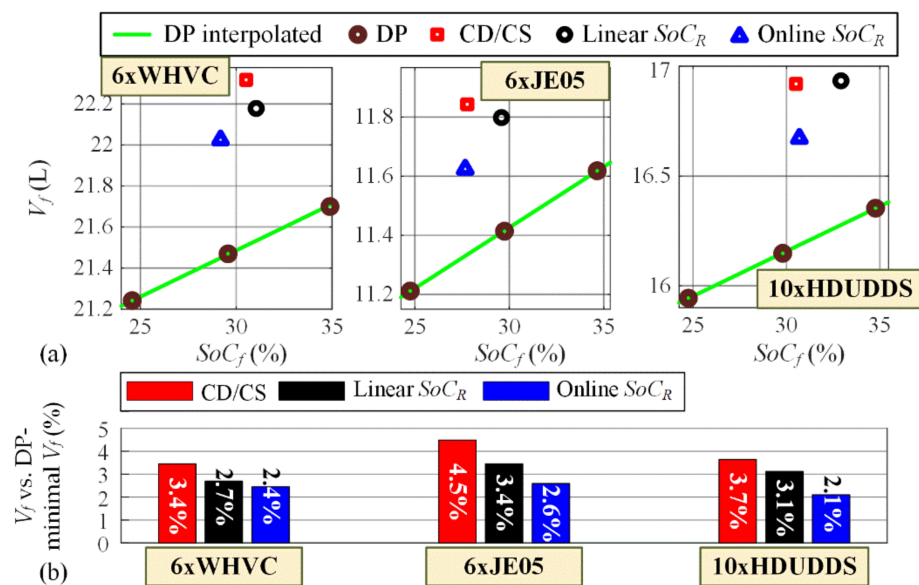 DP interpolated DP CD/CS Linear SoC_R Online SoC_R
6xWHVC
6xJE05
10xHDUDDS
V_f (L)
22.2
22
21.8
21.6
21.4
21.2
25 30 35
SoC_f (%)
11.8
11.6
11.4
11.2
25 30 35
SoC_f (%)
17
16.5
16
25 30 35
SoC_f (%)
(a)
CD/CS Linear SoC_R Online SoC_R
V_f vs. DP-
minimal V_f (%)
5
4
3
2
1
0
3.4% 2.7% 2.4%
4.5% 3.4% 2.6%
3.7% 3.1% 2.1%
(b)
6xWHVC 6xJE05 10xHDUDDS